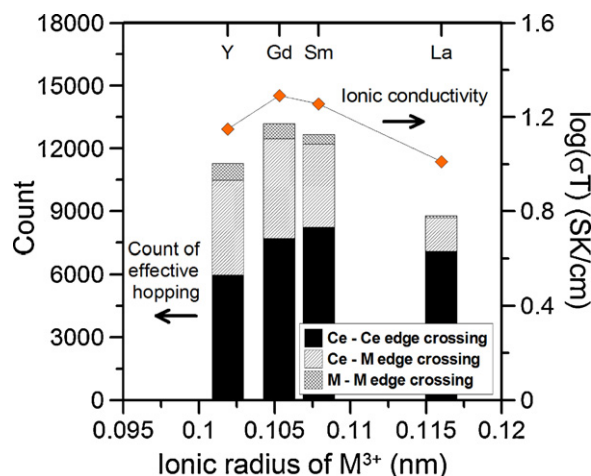 18000
15000
12000
9000
6000
3000
0
Count
Y
Gd
Sm
La
1.6
1.2
0.8
0.4
0
log(σT) (SK/cm)
Ionic conductivity
Count of
effective
hopping
Ce - Ce edge crossing
Ce - M edge crossing
M - M edge crossing
0.095
0.1
0.105
0.11
0.115
0.12
Ionic radius of M³⁺ (nm)